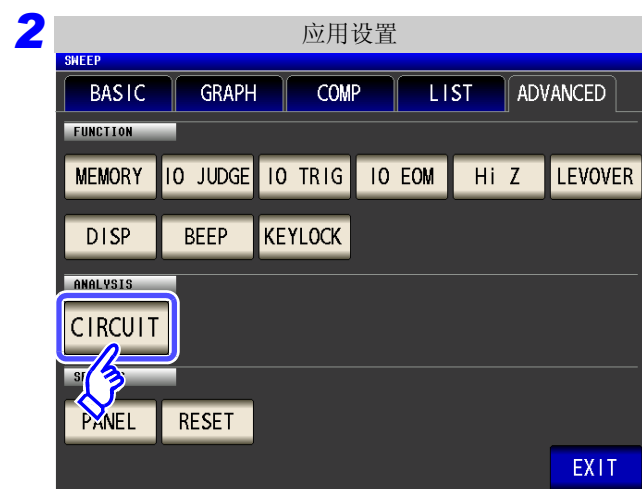 2
应用设置
SWEEP
BASIC GRAPH COMP LIST ADVANCED
FUNCTION
MEMORY IO JUDGE IO TRIG IO EOM Hi Z LEVOVER
DISP BEEP KEYLOCK
ANALYSIS
CIRCUIT
PANEL RESET
EXIT